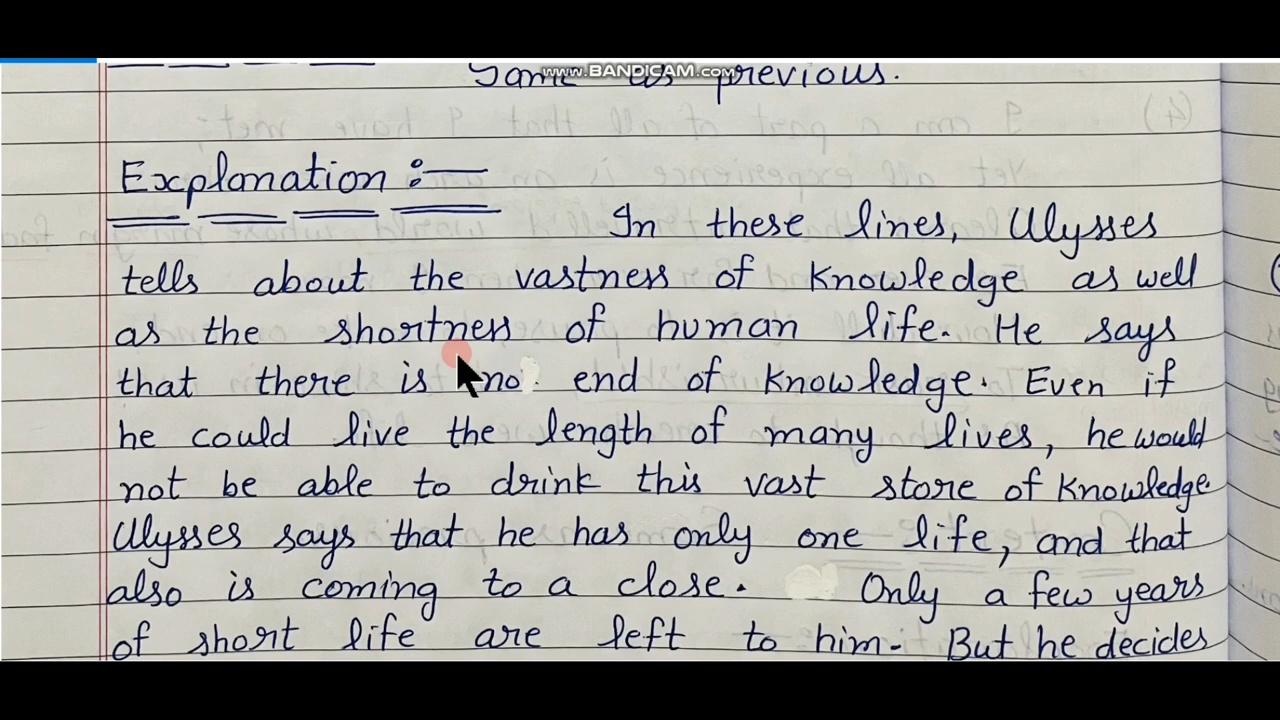 Same as previous.
www.BANDICAM.com
Explanation :—
In these lines, Ulysses
tells about the vastness of knowledge as well
as the shortness of human life. He says
that there is no end of knowledge. Even if
he could live the length of many lives, he would
not be able to drink this vast store of knowledge.
Ulysses says that he has only one life, and that
also is coming to a close. Only a few years
of short life are left to him. But he decides